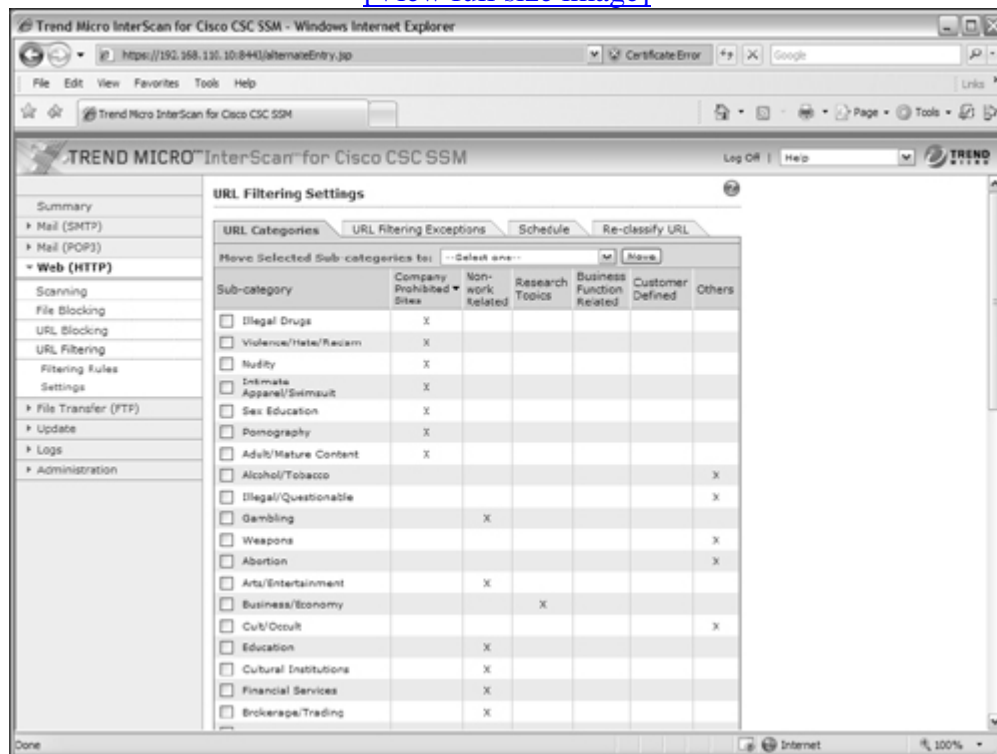 [View full size image]
Trend Micro InterScan for Cisco CSC SSM - Windows Internet Explorer
https://192.168.110.10:8443/alternateEntry.jsp
Certificate Error
Google
File Edit View Favorites Tools Help
Links
Trend Micro InterScan for Cisco CSC SSM
Page Tools
TREND MICRO™ InterScan™ for Cisco CSC SSM
Log Off | Help
TREND MICRO
Summary
Mail (SMTP)
Mail (POP3)
Web (HTTP)
Scanning
File Blocking
URL Blocking
URL Filtering
Filtering Rules
Settings
File Transfer (FTP)
Update
Logs
Administration
URL Filtering Settings
URL Categories URL Filtering Exceptions Schedule Re-classify URL
Move Selected Sub-categories to: --Select one-- Move
Sub-category Company Prohibited Sites Non-work Related Research Topics Business Function Related Customer Defined Others
Illegal Drugs X
Violence/Hate/Racism X
Nudity X
Intimate Apparel/Swimsuit X
Sex Education X
Pornography X
Adult/Mature Content X
Alcohol/Tobacco X
Illegal/Questionable X
Gambling X
Weapons X
Abortion X
Arts/Entertainment X
Business/Economy X
Cult/Occult X
Education X
Cultural Institutions X
Financial Services X
Brokerage/Trading X
Done
Internet
100%